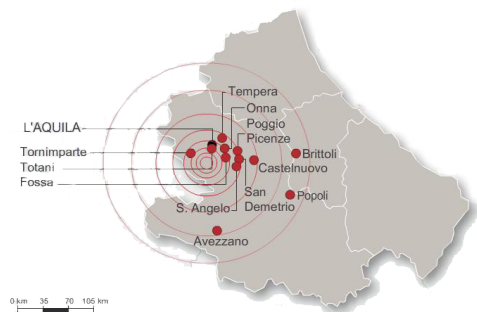 Tempera
Onna
Poggio
Picenze
L'AQUILA
Tornimparte
Totani
Fossa
Brittoli
Castelnuovo
San
Demetrio
S. Angelo
Popoli
Avezzano
0 km 35 70 105 km